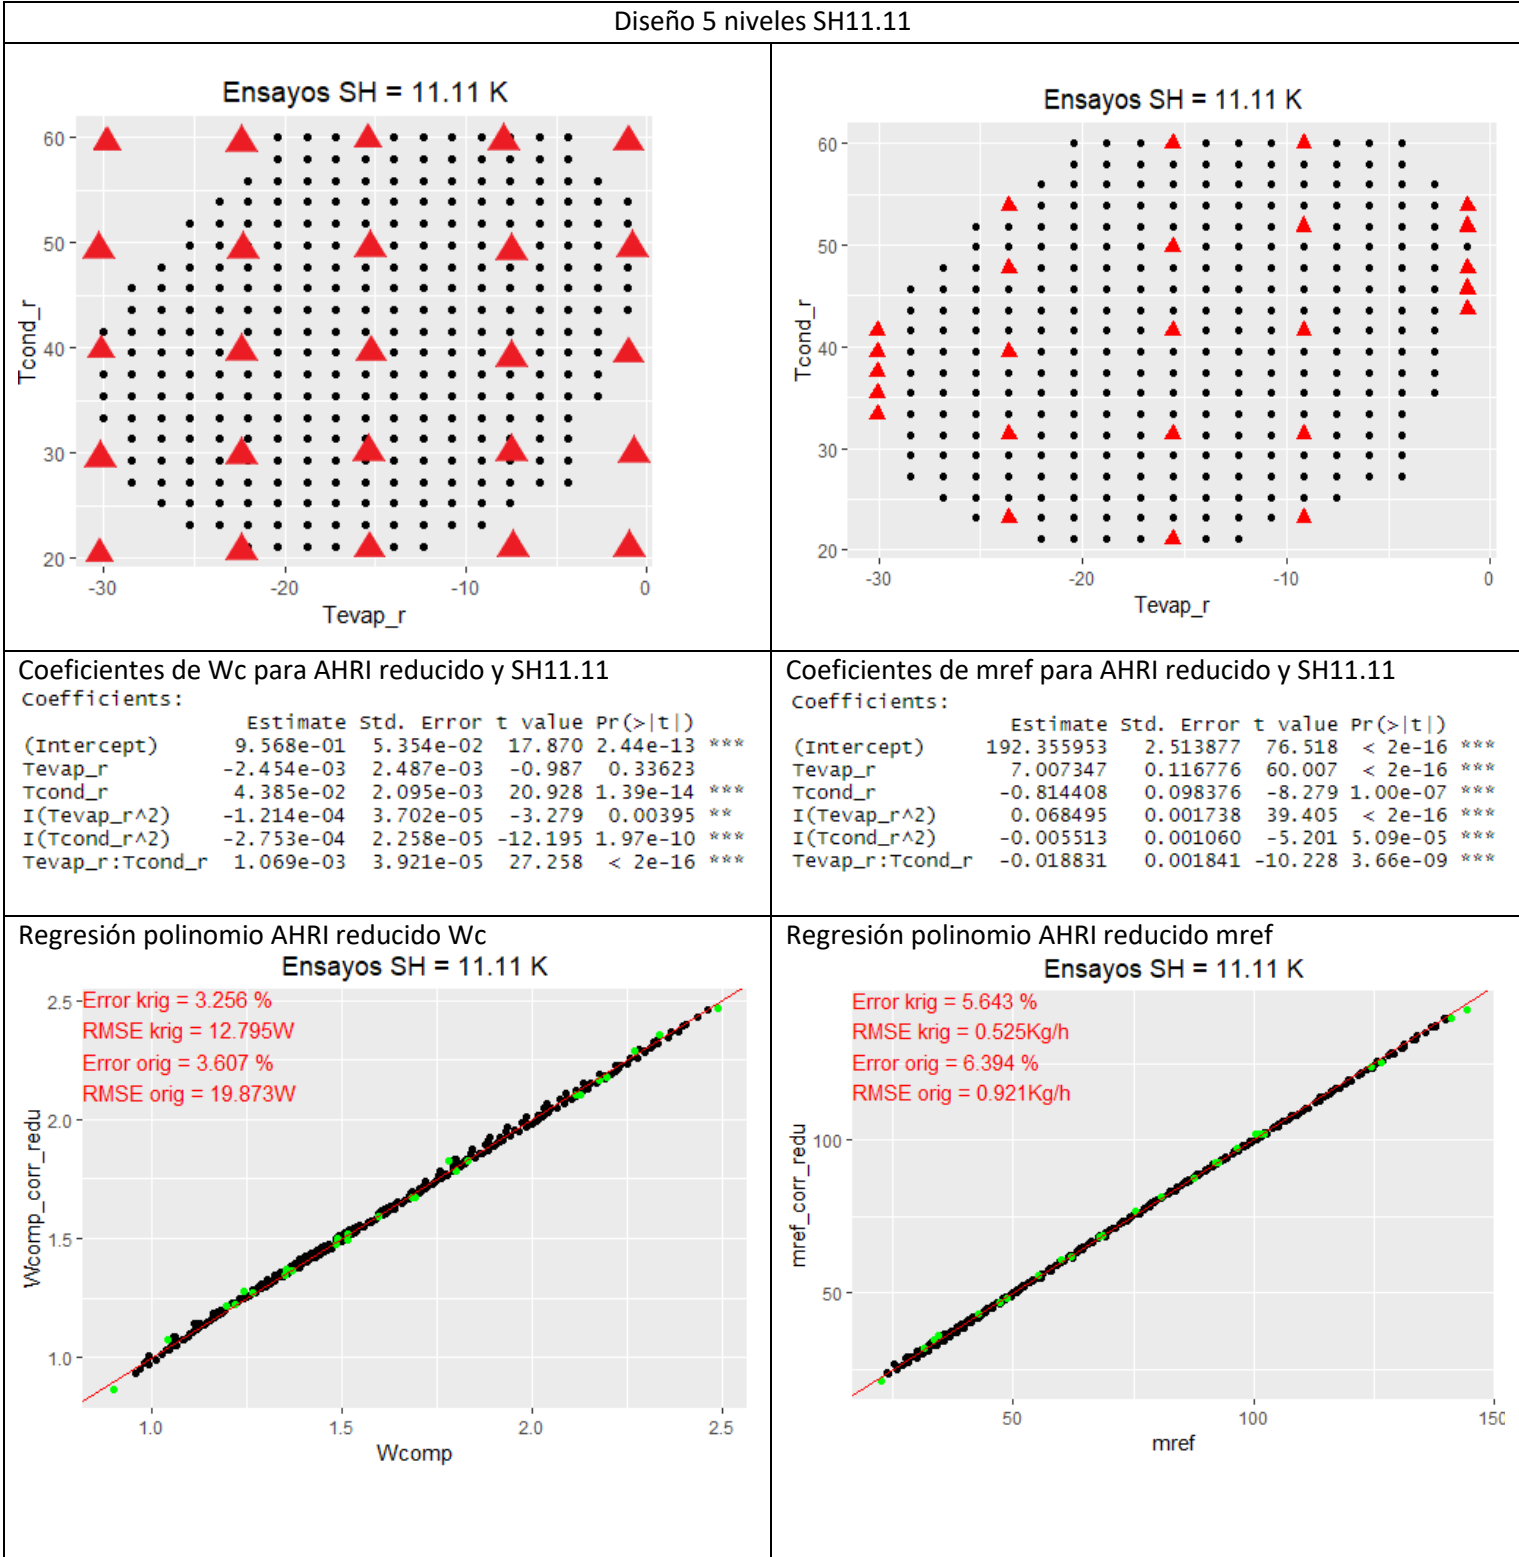 Diseño 5 niveles SH11.11
Ensayos SH = 11.11 K
60
50
40
30
20
Tcond_r
-30
-20
-10
0
Tevap_r
Ensayos SH = 11.11 K
60
50
40
30
20
Tcond_r
-30
-20
-10
0
Tevap_r
Coeficientes de Wc para AHRI reducido y SH11.11
Coefficients:
Estimate Std. Error t value Pr(>|t|)
(Intercept) 9.568e-01 5.354e-02 17.870 2.44e-13 ***
Tevap_r -2.454e-03 2.487e-03 -0.987 0.33623
Tcond_r 4.385e-02 2.095e-03 20.928 1.39e-14 ***
I(Tevap_r^2) -1.214e-04 3.702e-05 -3.279 0.00395 **
I(Tcond_r^2) -2.753e-04 2.258e-05 -12.195 1.97e-10 ***
Tevap_r:Tcond_r 1.069e-03 3.921e-05 27.258 < 2e-16 ***
Coeficientes de mref para AHRI reducido y SH11.11
Coefficients:
Estimate Std. Error t value Pr(>|t|)
(Intercept) 192.355953 2.513877 76.518 < 2e-16 ***
Tevap_r 7.007347 0.116776 60.007 < 2e-16 ***
Tcond_r -0.814408 0.098376 -8.279 1.00e-07 ***
I(Tevap_r^2) 0.068495 0.001738 39.405 < 2e-16 ***
I(Tcond_r^2) -0.005513 0.001060 -5.201 5.09e-05 ***
Tevap_r:Tcond_r -0.018831 0.001841 -10.228 3.66e-09 ***
Regresión polinomio AHRI reducido Wc
Ensayos SH = 11.11 K
Error krig = 3.256 %
RMSE krig = 12.795W
Error orig = 3.607 %
RMSE orig = 19.873W
2.5
2.0
1.5
1.0
Wcomp_corr_redu
1.0
1.5
2.0
2.5
Wcomp
Regresión polinomio AHRI reducido mref
Ensayos SH = 11.11 K
Error krig = 5.643 %
RMSE krig = 0.525Kg/h
Error orig = 6.394 %
RMSE orig = 0.921Kg/h
100
50
mref_corr_redu
50
100
150
mref